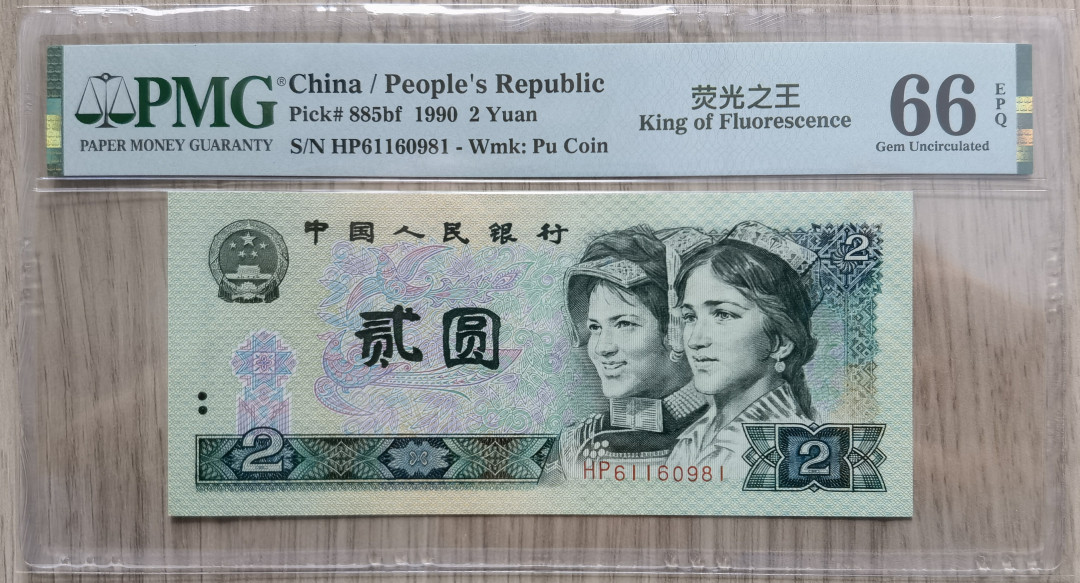 PMG®
PAPER MONEY GUARANTY
China / People's Republic
Pick# 885bf 1990 2 Yuan
S/N HP61160981 - Wmk: Pu Coin
荧光之王
King of Fluorescence
66
EPQ
Gem Uncirculated
中国人民银行
2
贰圆
2
HP61160981
2